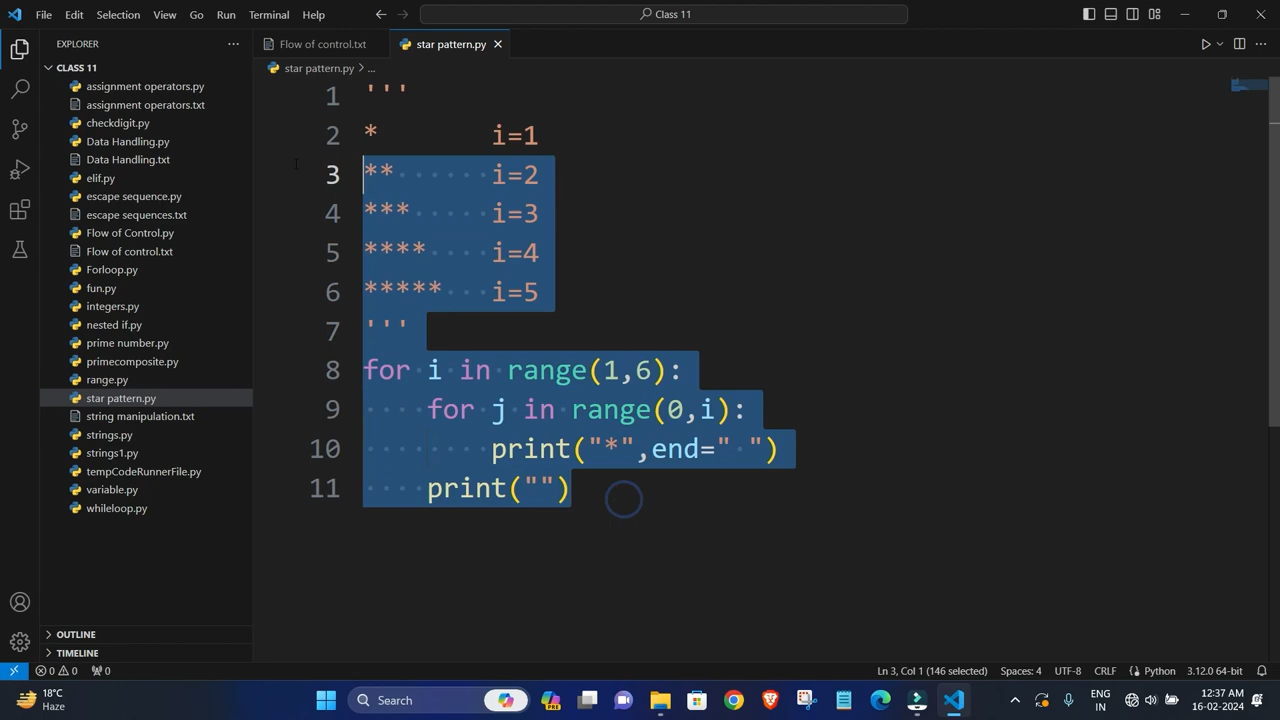 File Edit Selection View Go Run Terminal Help
Class 11
EXPLORER
Flow of control.txt
star pattern.py
CLASS 11
star pattern.py > ...
assignment operators.py
assignment operators.txt
checkdigit.py
Data Handling.py
Data Handling.txt
elif.py
escape sequence.py
escape sequences.txt
Flow of Control.py
Flow of control.txt
Forloop.py
fun.py
integers.py
nested if.py
prime number.py
primecomposite.py
range.py
star pattern.py
string manipulation.txt
strings.py
strings1.py
tempCodeRunnerFile.py
variable.py
whileloop.py
OUTLINE
TIMELINE
1 '''
2 * i=1
3 ** i=2
4 *** i=3
5 **** i=4
6 ***** i=5
7 '''
8 for i in range(1,6):
9     for j in range(0,i):
10         print("*",end=" ")
11     print("")
0 0 0
Ln 3, Col 1 (146 selected) Spaces: 4 UTF-8 CRLF Python 3.12.0 64-bit
18°C
Haze
Search
PRE
ENG
IN
12:37 AM
16-02-2024